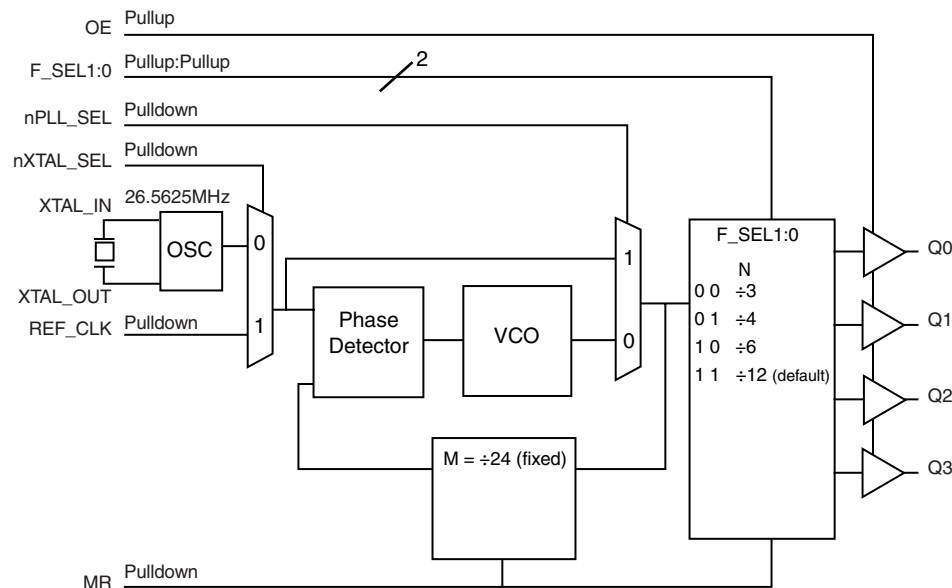 OE Pullup
F_SEL1:0 Pullup:Pullup 2
nPLL_SEL Pulldown
nXTAL_SEL Pulldown
XTAL_IN 26.5625MHz
OSC
XTAL_OUT
REF_CLK Pulldown
0
1
Phase
Detector
VCO
1
0
M = ÷24 (fixed)
F_SEL1:0
N
0 0 ÷3
0 1 ÷4
1 0 ÷6
1 1 ÷12 (default)
Q0
Q1
Q2
Q3
MR Pulldown